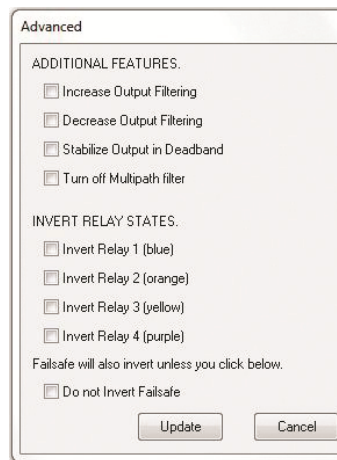 Advanced
ADDITIONAL FEATURES.
Increase Output Filtering
Decrease Output Filtering
Stabilize Output in Deadband
Turn off Multipath filter
INVERT RELAY STATES.
Invert Relay 1 (blue)
Invert Relay 2 (orange)
Invert Relay 3 (yellow)
Invert Relay 4 (purple)
Failsafe will also invert unless you click below.
Do not Invert Failsafe
Update Cancel